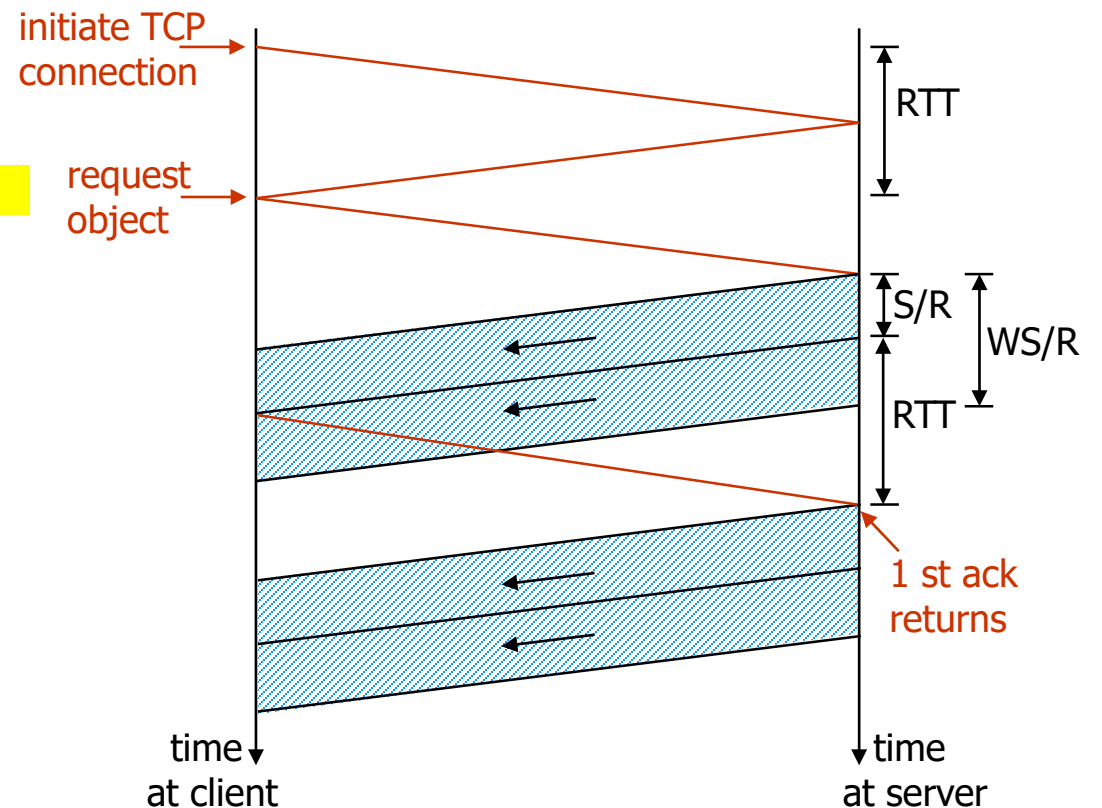 initiate TCP
connection
RTT
request
object
S/R
WS/R
RTT
1 st ack
returns
time
at client
time
at server